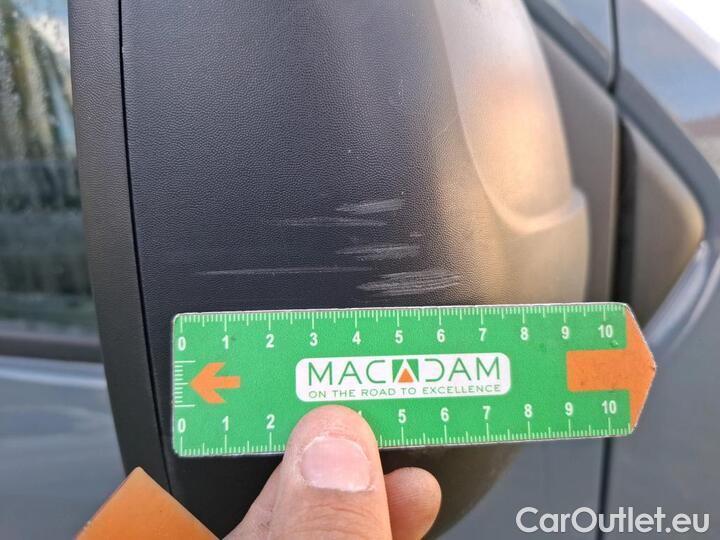 0 1 2 3 4 5 6 7 8 9 10
MACADAM
ON THE ROAD TO EXCELLENCE
0 1 2 4 5 6 7 8 9 10
CarOutlet.eu